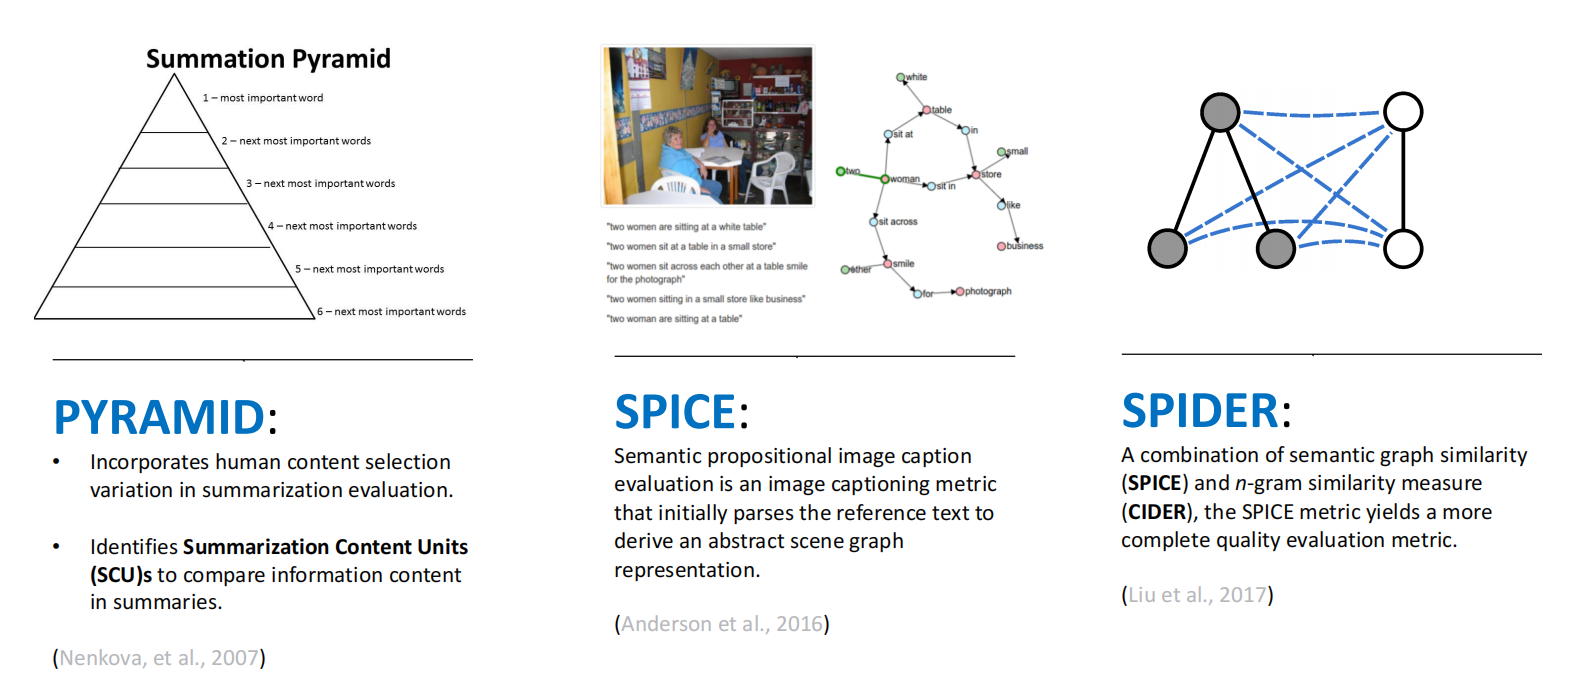 Summation Pyramid
1 – most important word
2 – next most important words
3 – next most important words
4 – next most important words
5 – next most important words
6 – next most important words
PYRAMID:
• Incorporates human content selection
variation in summarization evaluation.
• Identifies Summarization Content Units
(SCU)s to compare information content
in summaries.
(Nenkova, et al., 2007)
"two women are sitting at a white table"
"two women sit at a table in a small store"
"two women sit across each other at a table smile
for the photograph"
"two women sitting in a small store like business"
"two woman are sitting at a table"
white
table
sit at
in
small
two
woman
sit in
store
like
sit across
business
other
smile
for
photograph
SPICE:
Semantic propositional image caption
evaluation is an image captioning metric
that initially parses the reference text to
derive an abstract scene graph
representation.
(Anderson et al., 2016)
SPIDER:
A combination of semantic graph similarity
(SPICE) and n-gram similarity measure
(CIDER), the SPICE metric yields a more
complete quality evaluation metric.
(Liu et al., 2017)